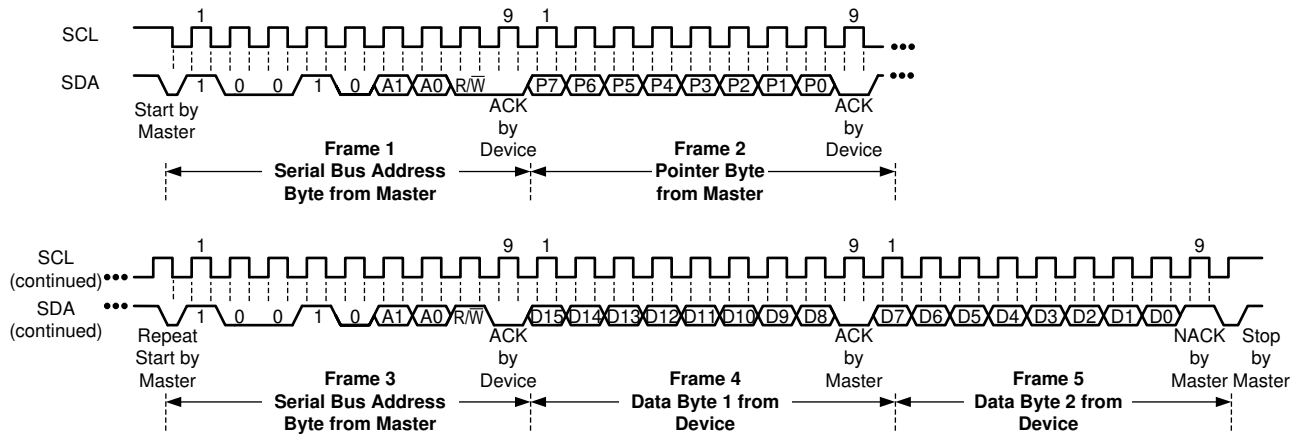 1 9 1 9
SCL
SDA
1 0 0 1 0 A1 A0 R/W̅ P7 P6 P5 P4 P3 P2 P1 P0
Start by
Master
ACK
by
Device
ACK
by
Device
Frame 1
Serial Bus Address
Byte from Master
Frame 2
Pointer Byte
from Master
1 9 1 9 1 9
SCL
(continued)
SDA
(continued)
1 0 0 1 0 A1 A0 R/W̅ D15 D14 D13 D12 D11 D10 D9 D8 D7 D6 D5 D4 D3 D2 D1 D0
Repeat
Start by
Master
ACK
by
Device
ACK
by
Master
NACK
by
Master
Stop
by
Master
Frame 3
Serial Bus Address
Byte from Master
Frame 4
Data Byte 1 from
Device
Frame 5
Data Byte 2 from
Device